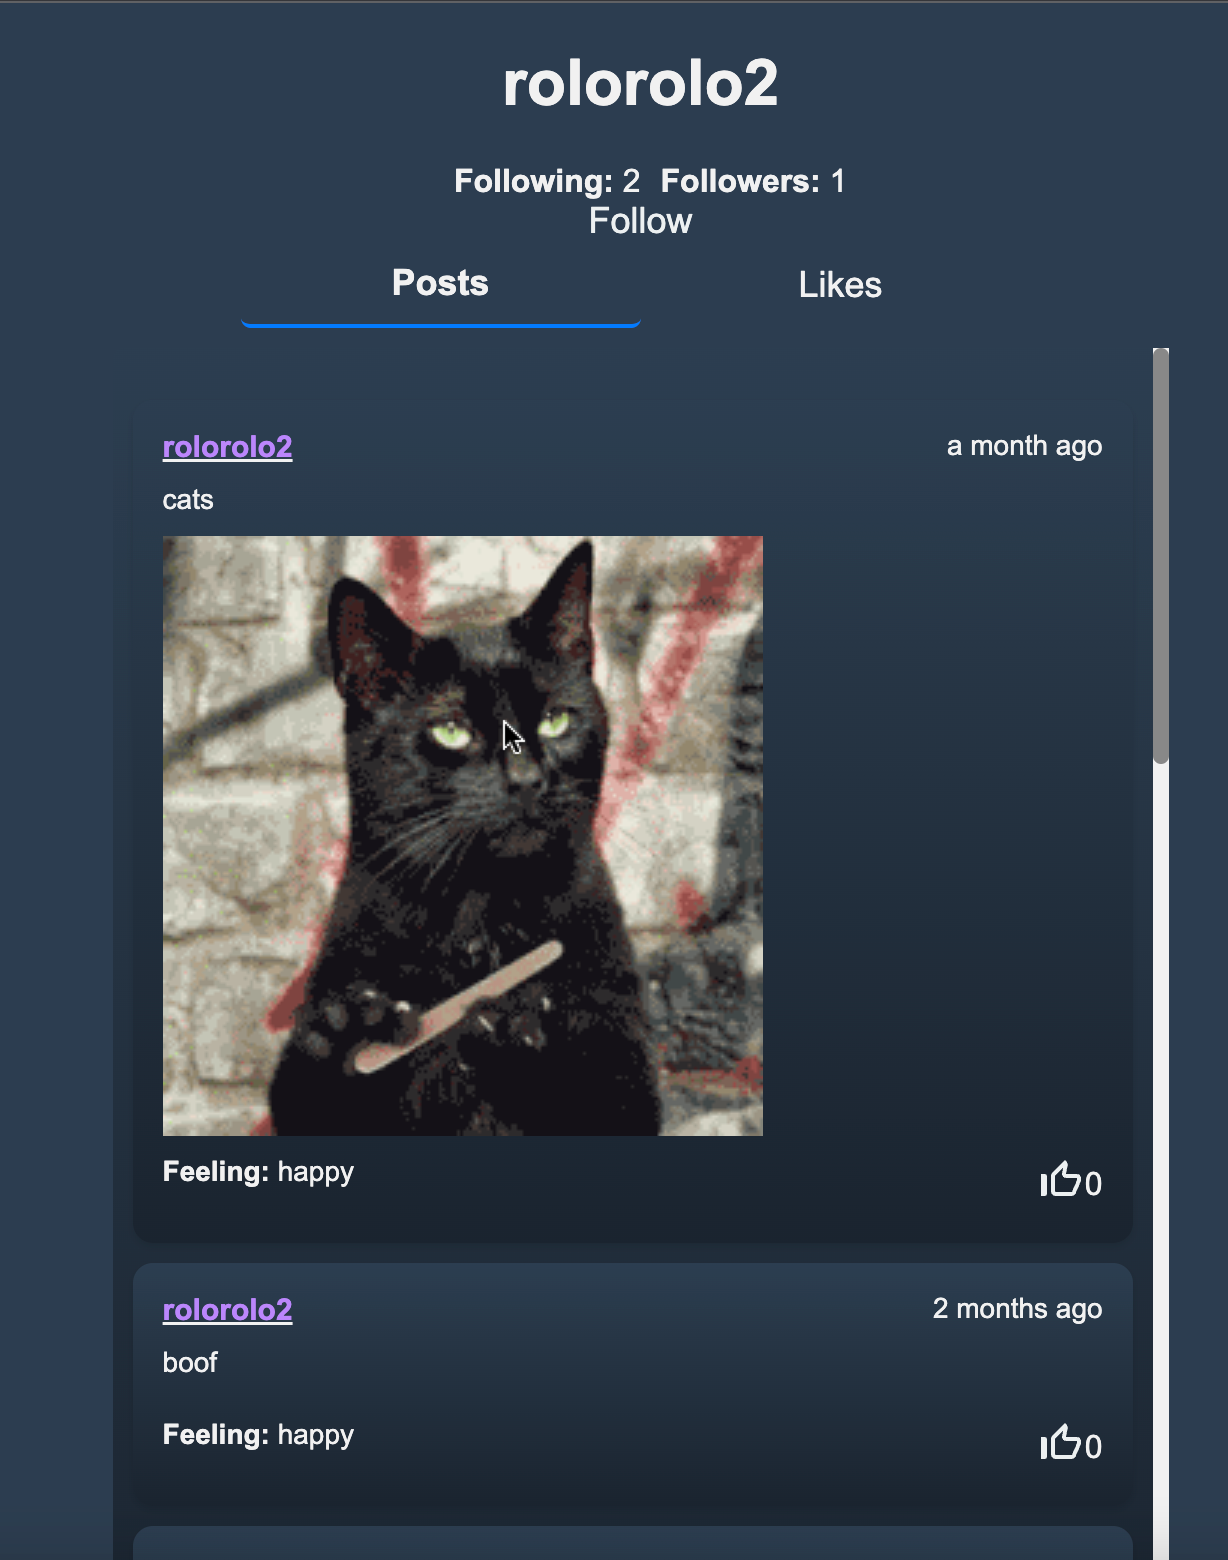 rolorolo2
Following: 2 Followers: 1
Follow
Posts Likes
rolorolo2 a month ago
cats
Feeling: happy 0
rolorolo2 2 months ago
boof
Feeling: happy 0